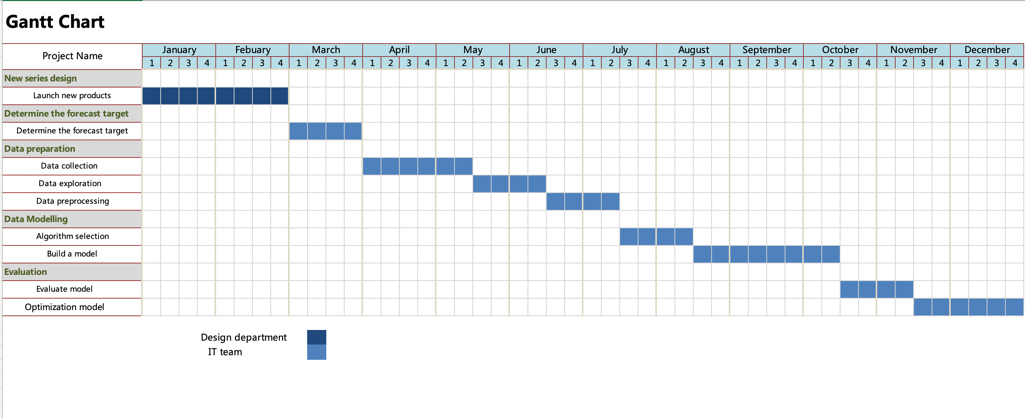 Gantt Chart
Project Name January Febuary March April May June July August September October November December
1 2 3 4 1 2 3 4 1 2 3 4 1 2 3 4 1 2 3 4 1 2 3 4 1 2 3 4 1 2 3 4 1 2 3 4 1 2 3 4 1 2 3 4 1 2 3 4
New series design
Launch new products
Determine the forecast target
Determine the forecast target
Data preparation
Data collection
Data exploration
Data preprocessing
Data Modelling
Algorithm selection
Build a model
Evaluation
Evaluate model
Optimization model
Design department
IT team